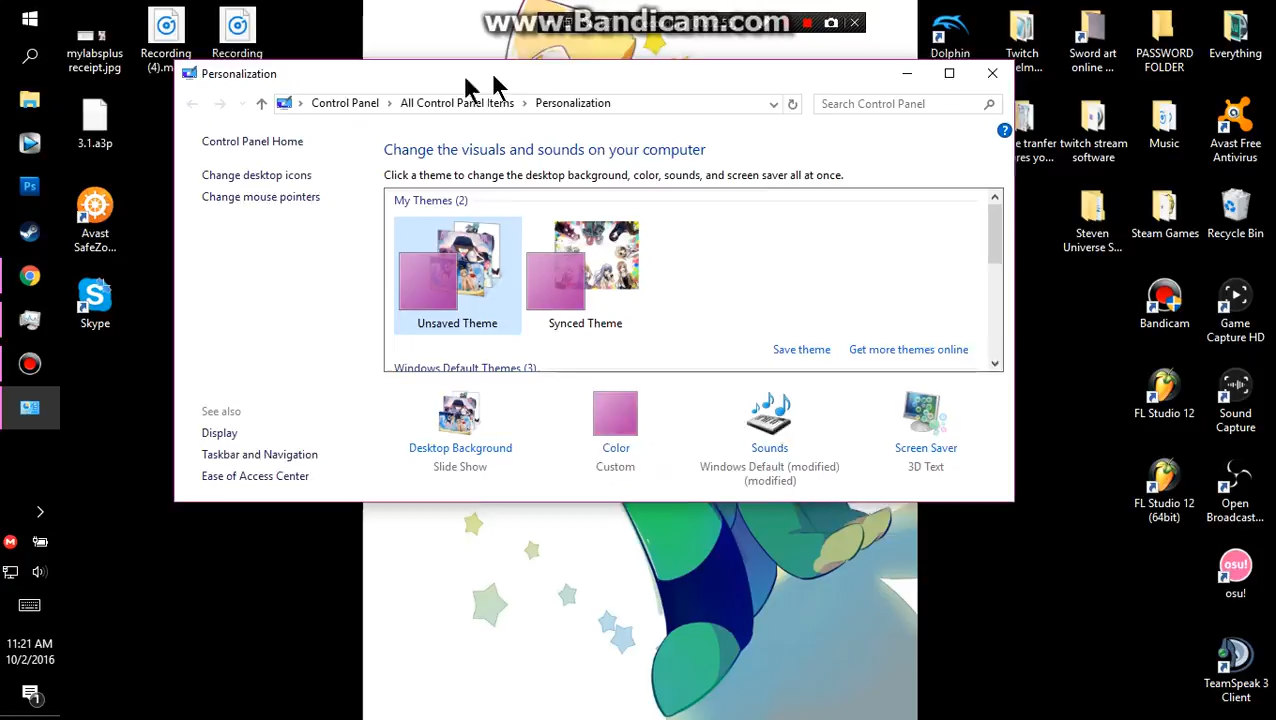 www.Bandicam.com
mylabsplus
receipt.jpg
Recording
(4).m...
Recording
Dolphin
Twitch
elm...
Sword art
online ...
PASSWORD
FOLDER
Everything
Personalization
Control Panel
All Control Panel Items
Personalization
Search Control Panel
3.1.a3p
Control Panel Home
Change desktop icons
Change mouse pointers
Change the visuals and sounds on your computer
Click a theme to change the desktop background, color, sounds, and screen saver all at once.
My Themes (2)
Unsaved Theme
Synced Theme
Save theme
Get more themes online
Windows Default Themes (3)
e tranfer
res yo...
twitch stream
software
Music
Avast Free
Antivirus
Ps
Avast
SafeZo...
Steven
Universe S...
Steam Games
Recycle Bin
Skype
Bandicam
Game
Capture HD
See also
Display
Taskbar and Navigation
Ease of Access Center
Desktop Background
Slide Show
Color
Custom
Sounds
Windows Default (modified)
(modified)
Screen Saver
3D Text
FL Studio 12
Sound
Capture
FL Studio 12
(64bit)
Open
Broadcast...
osu!
osu!
11:21 AM
10/2/2016
1
TeamSpeak 3
Client